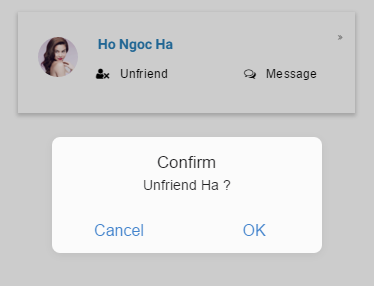 Ho Ngoc Ha
»
Unfriend Message
Confirm
Unfriend Ha ?
Cancel OK